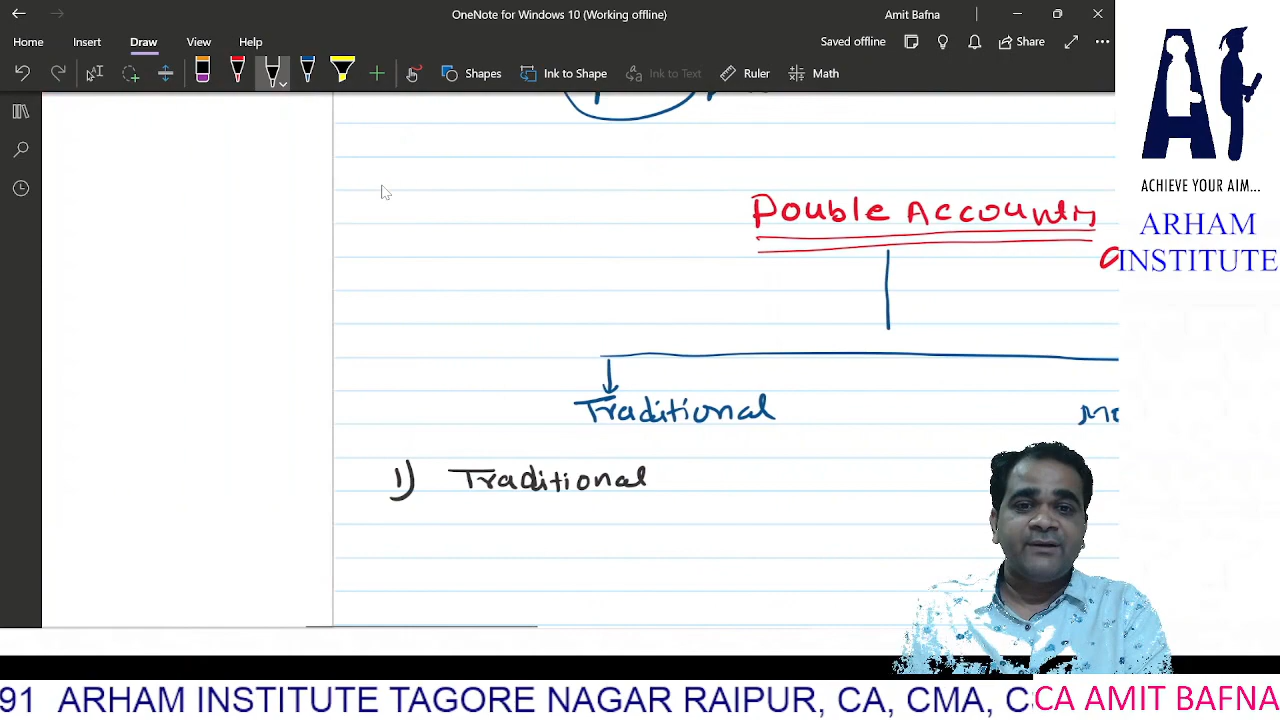 OneNote for Windows 10 (Working offline)
Amit Bafna
Home Insert Draw View Help
Saved offline
Share
Shapes
Ink to Shape
Ink to Text
Ruler
Math
ACHIEVE YOUR AIM...
ARHAM
INSTITUTE
Double Accounting
Traditional
1) Traditional
91 ARHAM INSTITUTE TAGORE NAGAR RAIPUR, CA, CMA, C
CA AMIT BAFNA